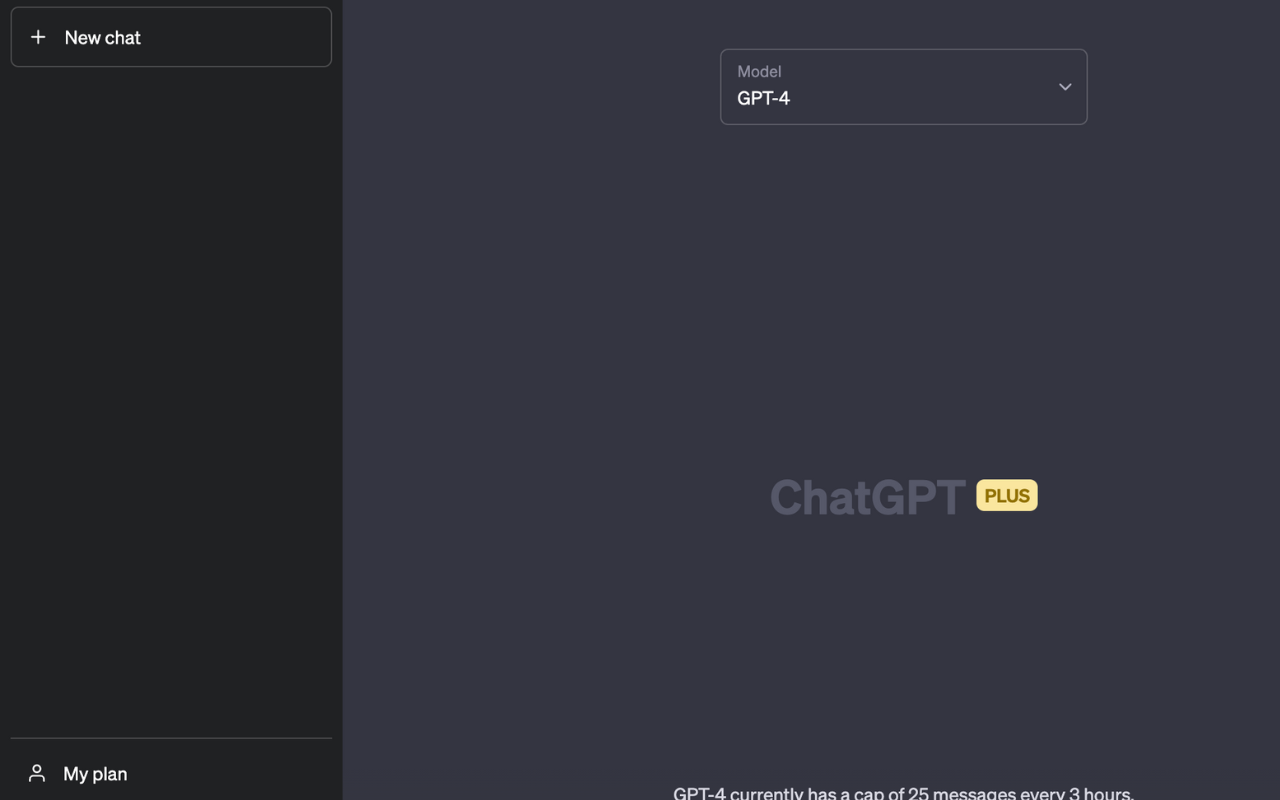 New chat
Model
GPT-4
ChatGPT PLUS
My plan
GPT-4 currently has a cap of 25 messages every 3 hours.